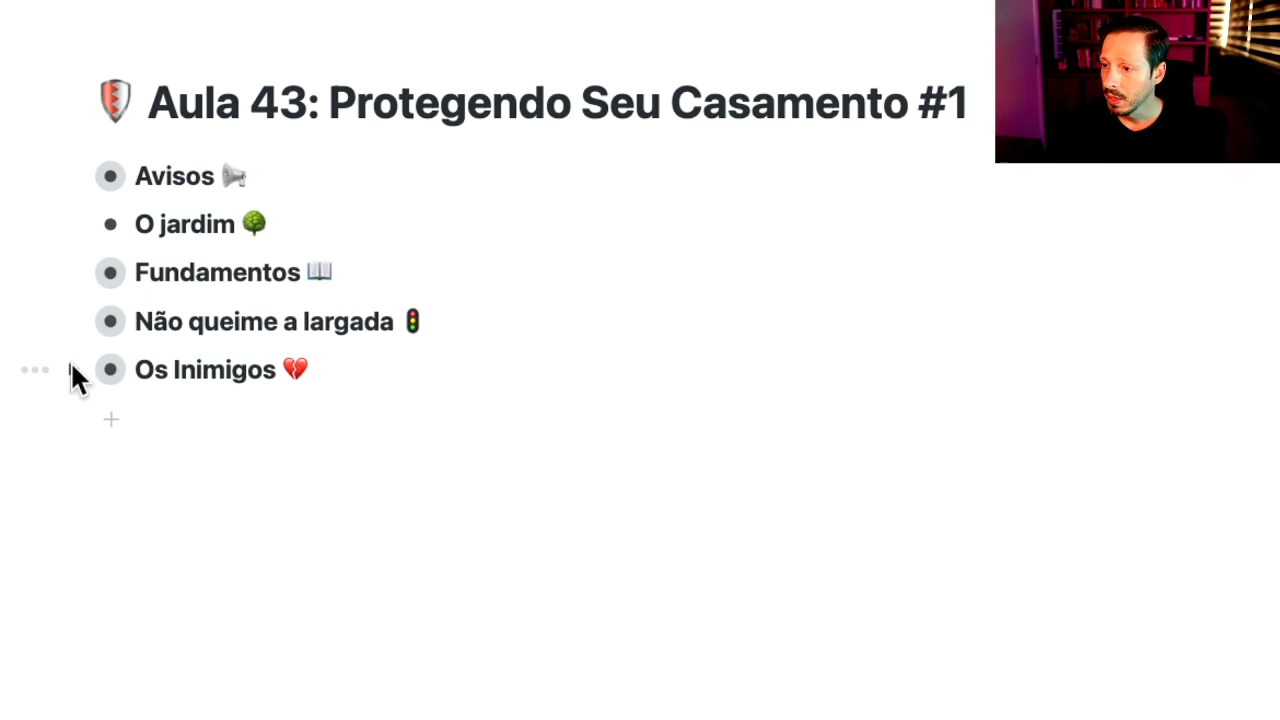 🛡️ Aula 43: Protegendo Seu Casamento #1
Avisos 📢
O jardim 🌳
Fundamentos 📖
Não queime a largada 🚦
Os Inimigos 💔